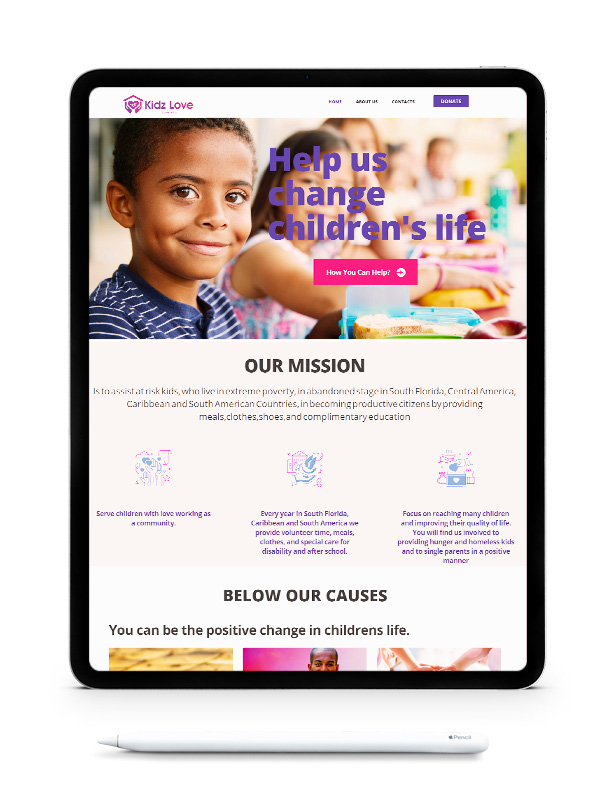 Kidz Love
HOME ABOUT US CONTACTS DONATE
Help us
change
children's life
How You Can Help?
OUR MISSION
Is to assist at risk kids, who live in extreme poverty, in abandoned stage in South Florida, Central America,
Caribbean and South American Countries, in becoming productive citizens by providing
meals,clothes,shoes,and complimentary education
Serve children with love working as
a community.
Every year in South Florida,
Caribbean and South America we
provide volunteer time, meals,
clothes, and special care for
disability and after school.
Focus on reaching many children
and improving their quality of life.
You will find us involved to
providing hunger and homeless kids
and to single parents in a positive
manner
BELOW OUR CAUSES
You can be the positive change in childrens life.
Pencil